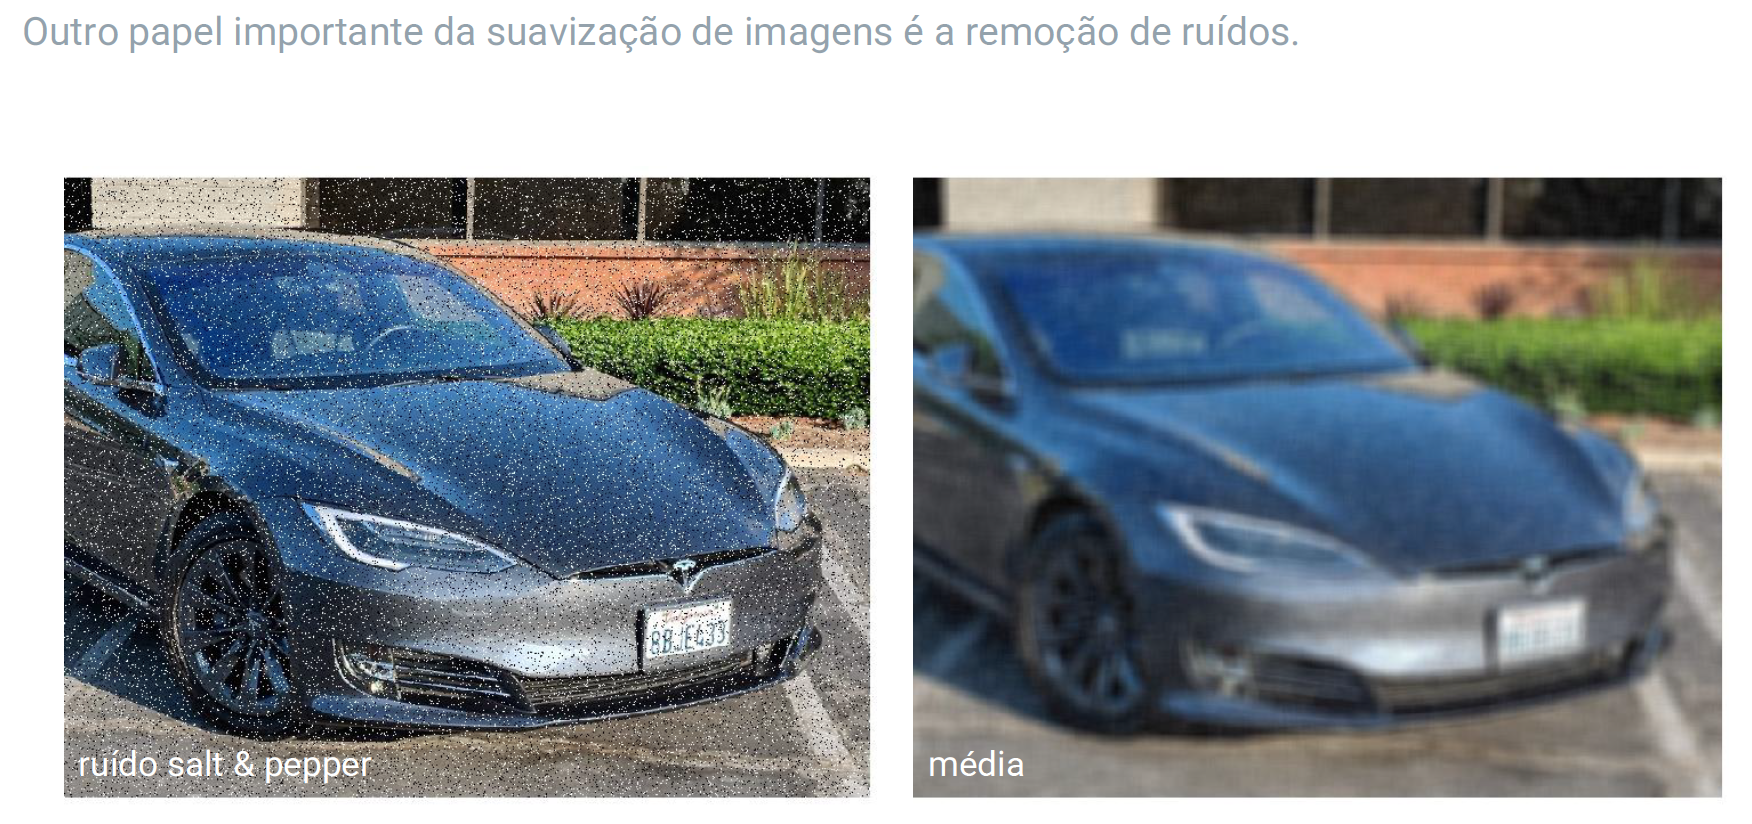 Outro papel importante da suavização de imagens é a remoção de ruídos.
ruído salt & pepper
média